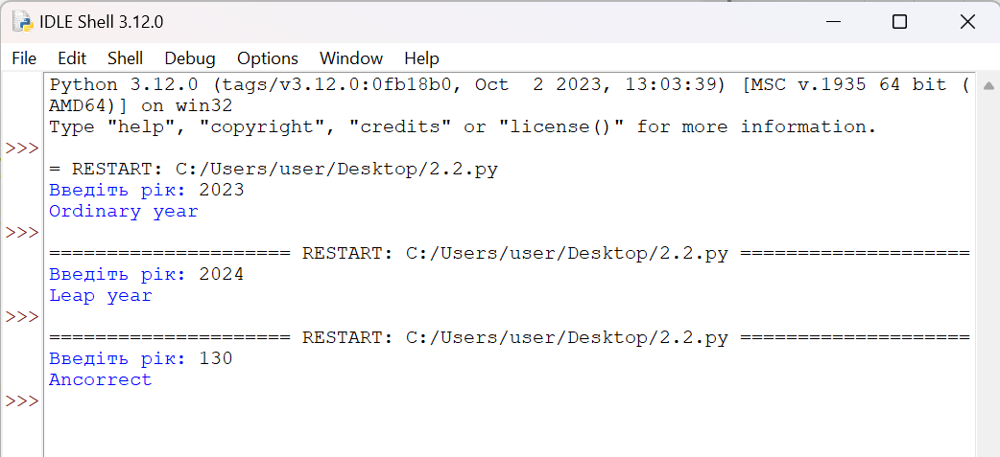 IDLE Shell 3.12.0
File Edit Shell Debug Options Window Help
Python 3.12.0 (tags/v3.12.0:0fb18b0, Oct  2 2023, 13:03:39) [MSC v.1935 64 bit (
AMD64)] on win32
Type "help", "copyright", "credits" or "license()" for more information.
>>>
= RESTART: C:/Users/user/Desktop/2.2.py
Введіть рік: 2023
Ordinary year
>>>
===================== RESTART: C:/Users/user/Desktop/2.2.py ====================
Введіть рік: 2024
Leap year
>>>
===================== RESTART: C:/Users/user/Desktop/2.2.py ====================
Введіть рік: 130
Ancorrect
>>>